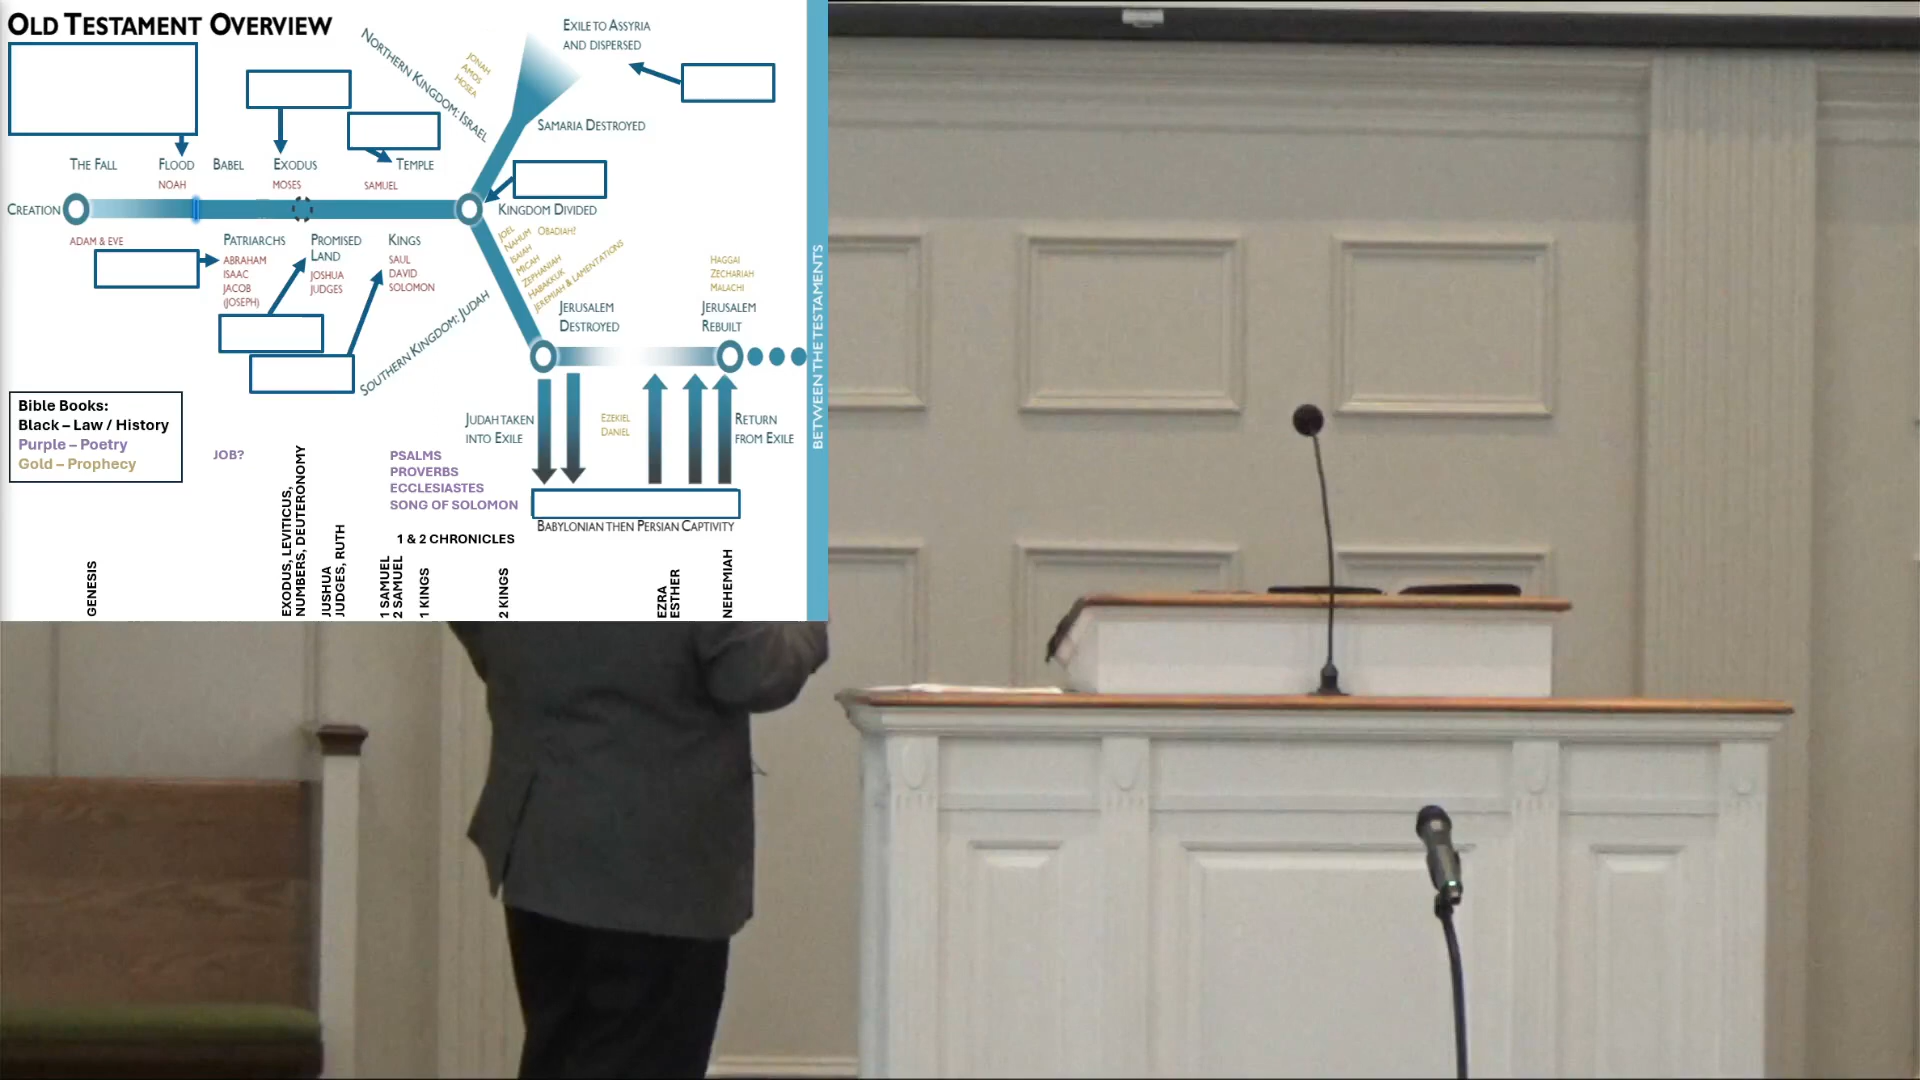 OLD TESTAMENT OVERVIEW
EXILE TO ASSYRIA
AND DISPERSED
NORTHERN KINGDOM: ISRAEL
JONAH
AMOS
HOSEA
SAMARIA DESTROYED
THE FALL
FLOOD
BABEL
EXODUS
TEMPLE
NOAH
MOSES
SAMUEL
CREATION
KINGDOM DIVIDED
ADAM & EVE
PATRIARCHS
ABRAHAM
ISAAC
JACOB
(JOSEPH)
PROMISED
LAND
JOSHUA
JUDGES
KINGS
SAUL
DAVID
SOLOMON
JOEL
OBADIAH?
NAHUM
ISAIAH
MICAH
ZEPHANIAH
HABAKKUK
JEREMIAH & LAMENTATIONS
SOUTHERN KINGDOM: JUDAH
JERUSALEM
DESTROYED
HAGGAI
ZECHARIAH
MALACHI
JERUSALEM
REBUILT
BETWEEN THE TESTAMENTS
JUDAH TAKEN
INTO EXILE
EZEKIEL
DANIEL
RETURN
FROM EXILE
BABYLONIAN THEN PERSIAN CAPTIVITY
Bible Books:
Black – Law / History
Purple – Poetry
Gold – Prophecy
JOB?
PSALMS
PROVERBS
ECCLESIASTES
SONG OF SOLOMON
1 & 2 CHRONICLES
GENESIS
EXODUS, LEVITICUS,
NUMBERS, DEUTERONOMY
JUSHUA
JUDGES, RUTH
1 SAMUEL
2 SAMUEL
1 KINGS
2 KINGS
EZRA
ESTHER
NEHEMIAH